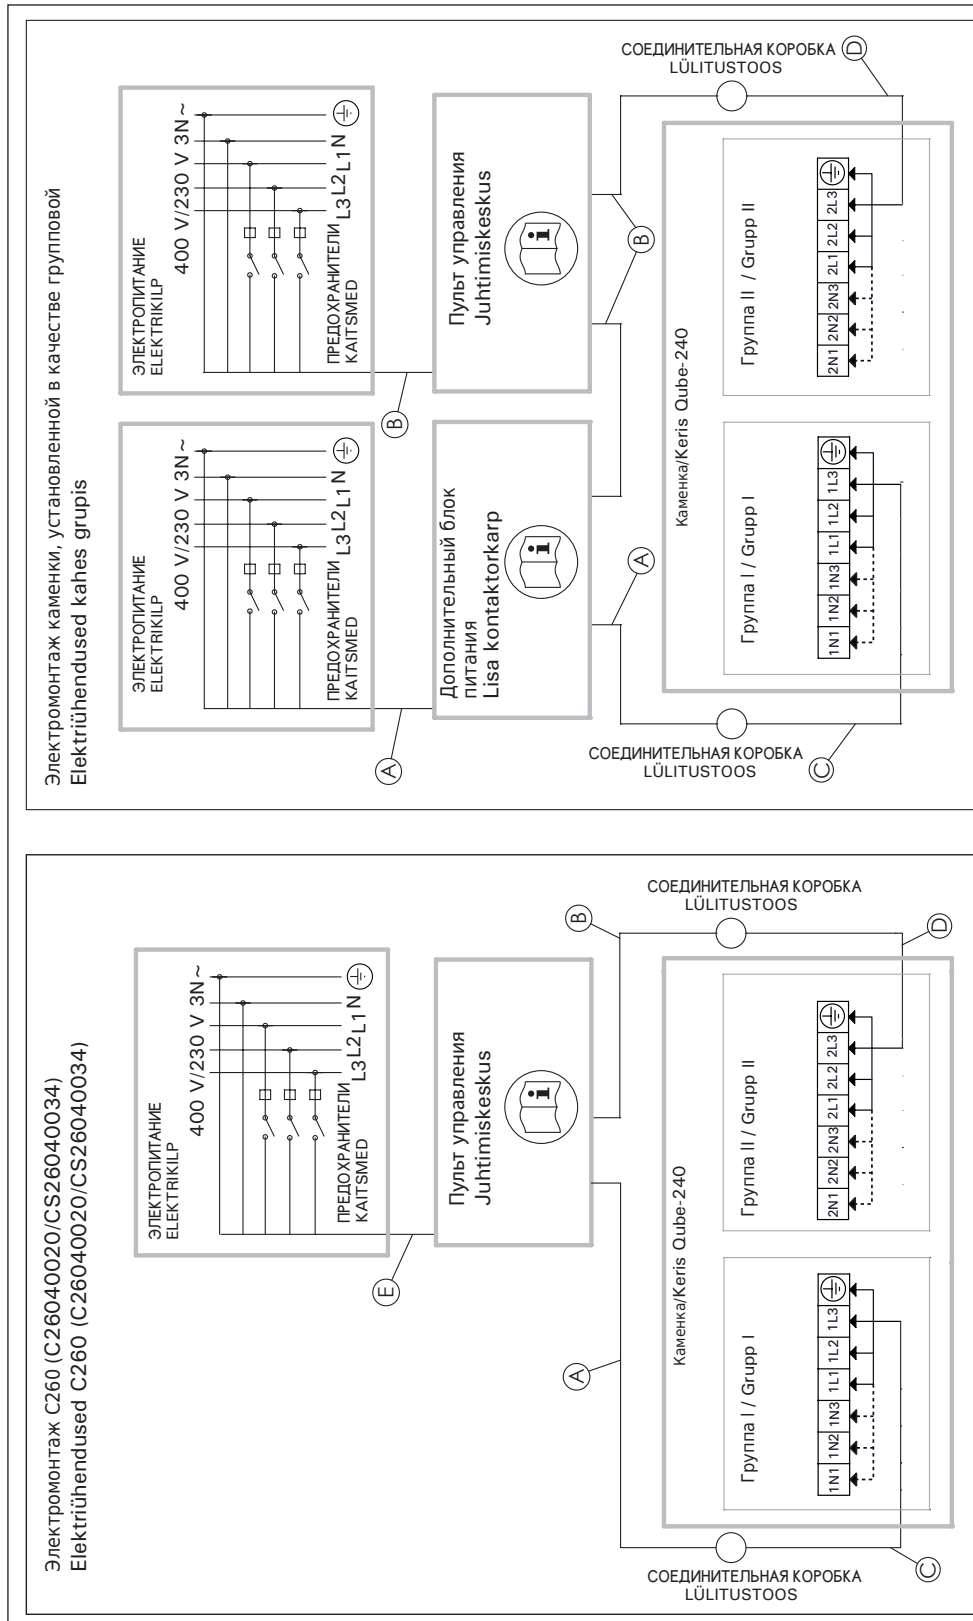 Электромонтаж каменки, установленной в качестве групповой
Elektriühendused kahes grupis
ЭЛЕКТРОПИТАНИЕ
ELEKTRIKILP
400 V/230 V 3N~
L3
L2
L1
N
ПРЕДОХРАНИТЕЛИ
KAITSMED
A
Дополнительный блок
питания
Lisa kontaktorkarp
i
A
ЭЛЕКТРОПИТАНИЕ
ELEKTRIKILP
400 V/230 V 3N~
L3
L2
L1
N
ПРЕДОХРАНИТЕЛИ
KAITSMED
B
Пульт управления
Juhtimiskeskus
i
B
СОЕДИНИТЕЛЬНАЯ КОРОБКА
LÜLITUSTOOS
C
СОЕДИНИТЕЛЬНАЯ КОРОБКА
LÜLITUSTOOS
D
Каменка/Keris Qube-240
Группа I / Grupp I
1N1 1N2 1N3 1L1 1L2 1L3
Группа II / Grupp II
2N1 2N2 2N3 2L1 2L2 2L3
Электромонтаж C260 (C26040020/CS26040034)
Elektriühendused C260 (C26040020/CS26040034)
ЭЛЕКТРОПИТАНИЕ
ELEKTRIKILP
400 V/230 V 3N~
L3
L2
L1
N
ПРЕДОХРАНИТЕЛИ
KAITSMED
E
Пульт управления
Juhtimiskeskus
i
A
B
СОЕДИНИТЕЛЬНАЯ КОРОБКА
LÜLITUSTOOS
C
СОЕДИНИТЕЛЬНАЯ КОРОБКА
LÜLITUSTOOS
D
Каменка/Keris Qube-240
Группа I / Grupp I
1N1 1N2 1N3 1L1 1L2 1L3
Группа II / Grupp II
2N1 2N2 2N3 2L1 2L2 2L3